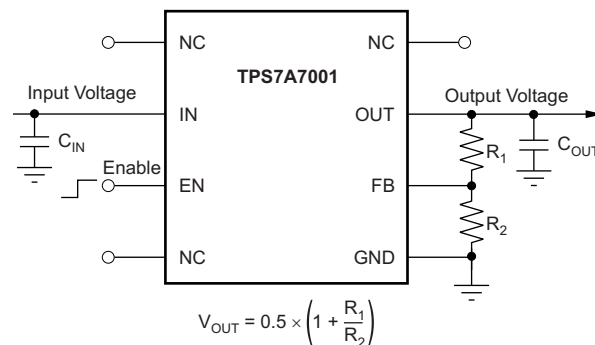 NC
NC
TPS7A7001
Input Voltage
IN
OUT
Output Voltage
C_IN
R_1
C_OUT
Enable
EN
FB
R_2
NC
GND
V_OUT = 0.5 × (1 + R_1/R_2)